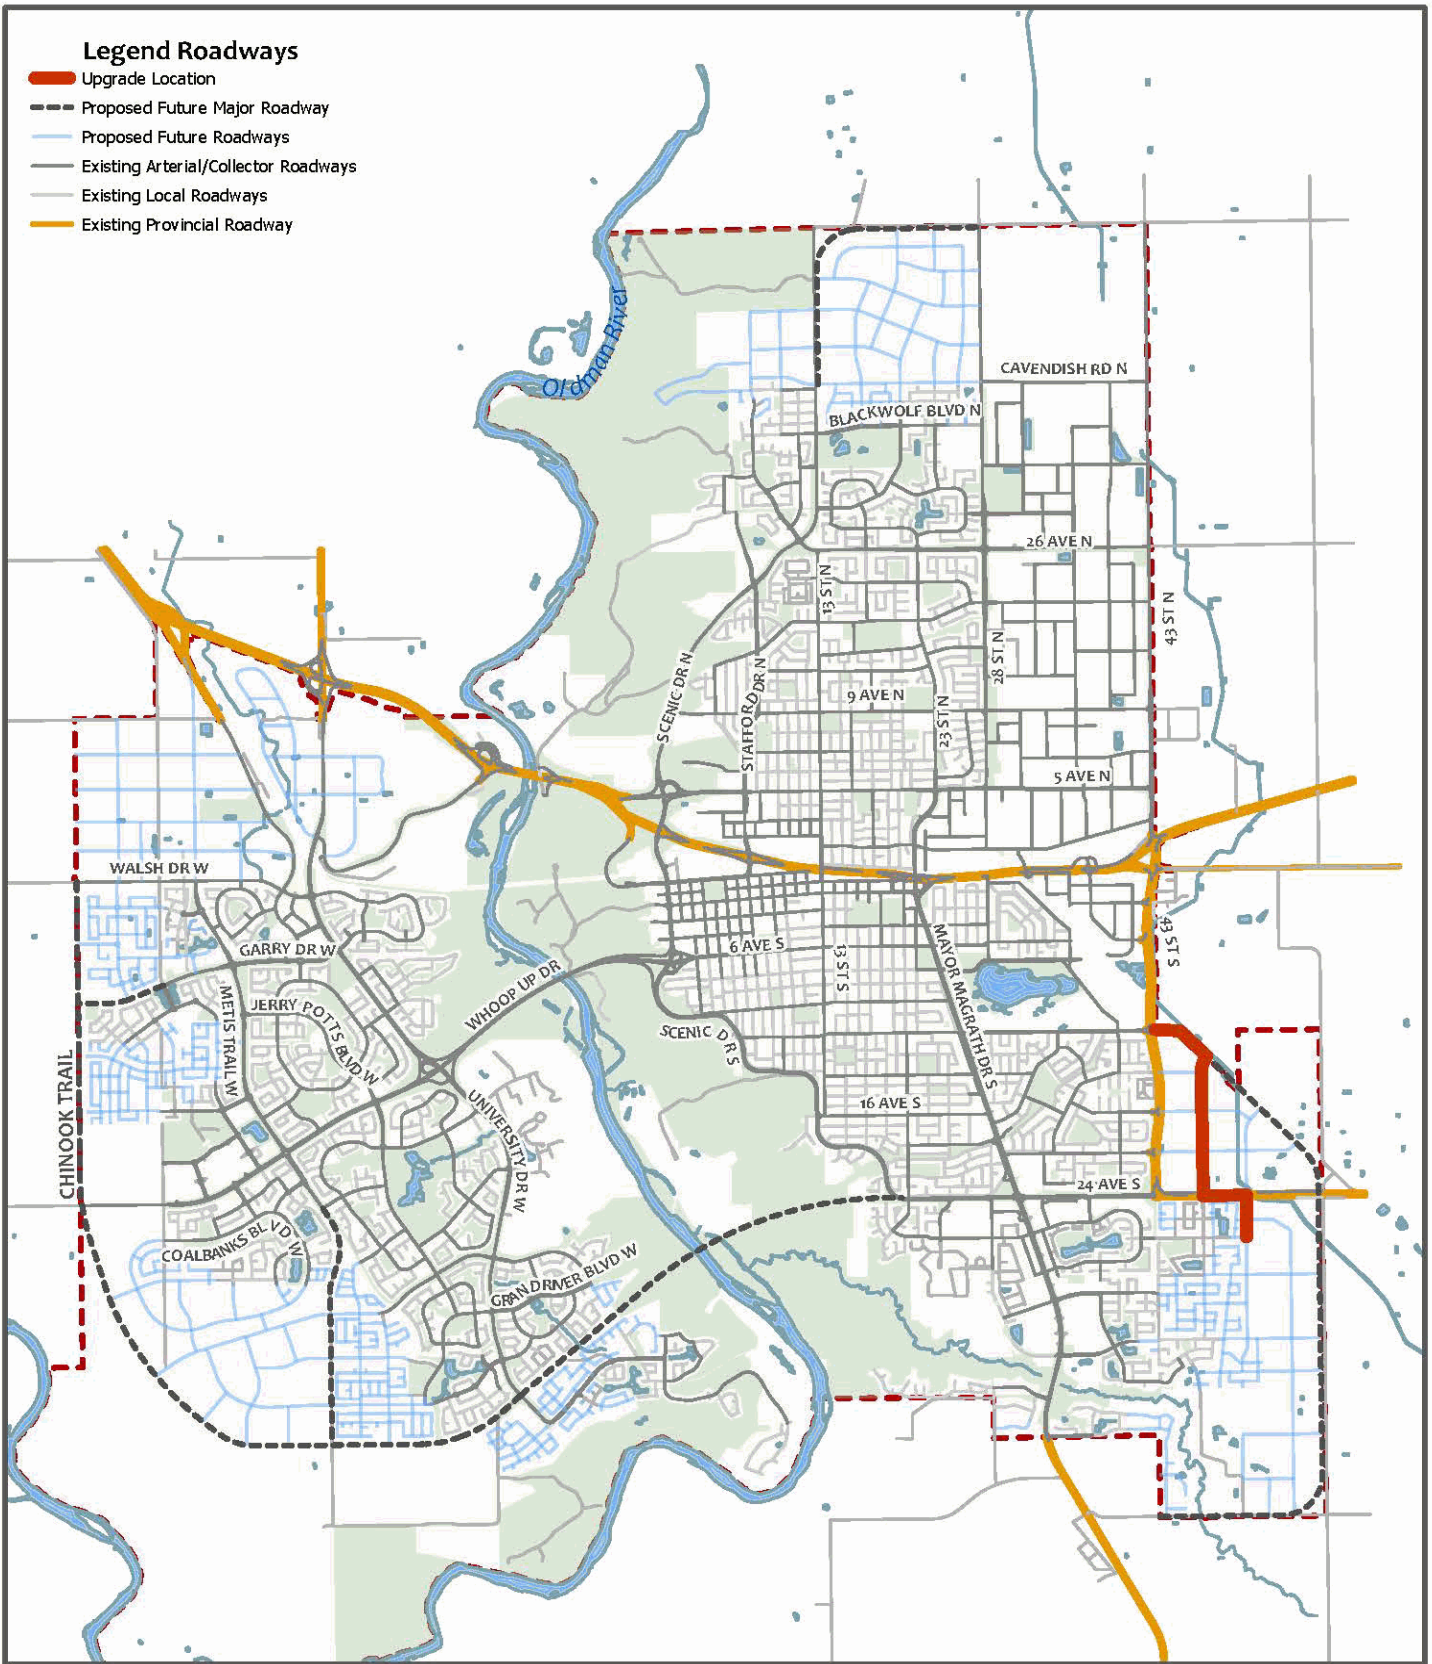 Legend Roadways
Upgrade Location
Proposed Future Major Roadway
Proposed Future Roadways
Existing Arterial/Collector Roadways
Existing Local Roadways
Existing Provincial Roadway
Oldman River
CAVENDISH RD N
BLACKWOLF BLVD N
26 AVE N
13 ST N
43 ST N
28 ST N
SCENIC DR N
STAFFORD DR N
9 AVE N
23 ST N
5 AVE N
WALSH DR W
GARRY DR W
6 AVE S
13 ST S
MAYOR MAGRATH DR S
43 ST S
WHOOP UP DR
METIS TRAIL W
JERRY POTTS BLVD W
SCENIC DR S
CHINOOK TRAIL
UNIVERSITY DR W
16 AVE S
24 AVE S
COALBANKS BLVD W
GRANDRIVER BLVD W